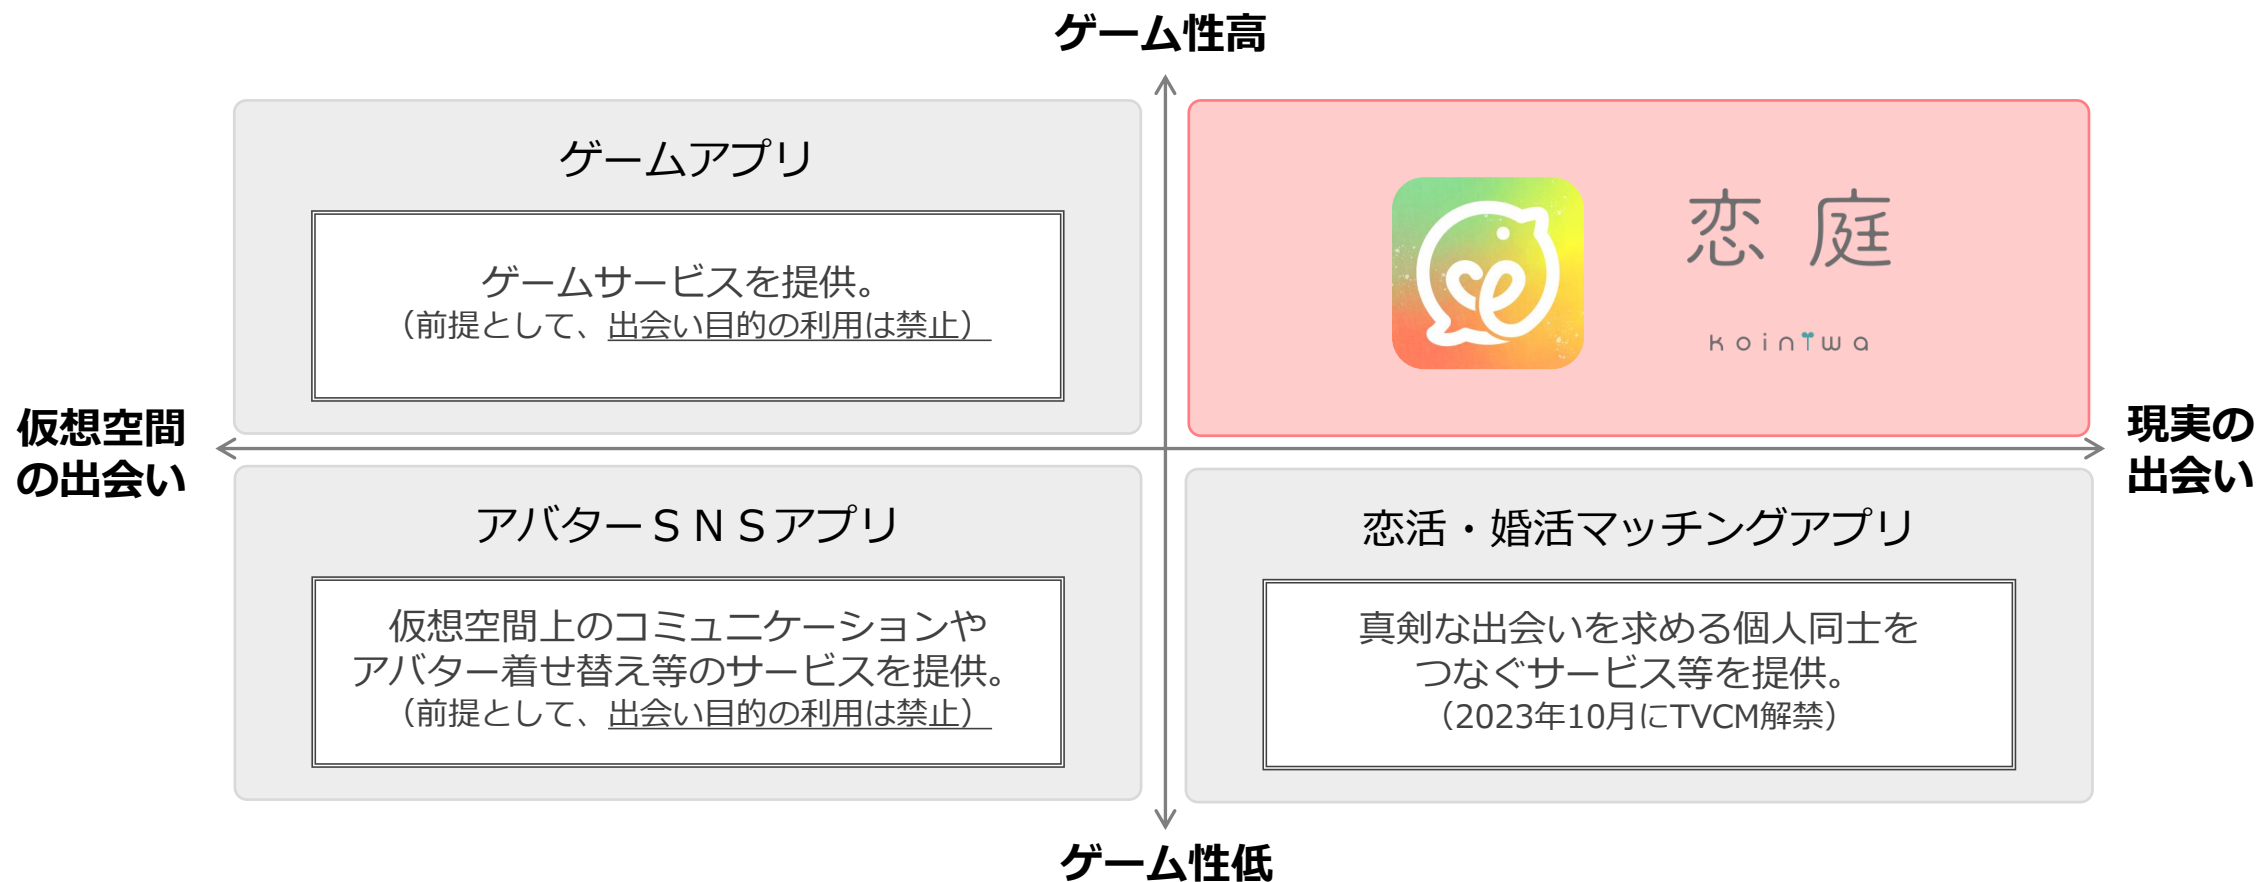 ゲーム性高
ゲームアプリ
ゲームサービスを提供。
（前提として、出会い目的の利用は禁止）
恋庭
koiniwa
仮想空間
の出会い
現実の
出会い
アバターＳＮＳアプリ
仮想空間上のコミュニケーションや
アバター着せ替え等のサービスを提供。
（前提として、出会い目的の利用は禁止）
恋活・婚活マッチングアプリ
真剣な出会いを求める個人同士を
つなぐサービス等を提供。
（2023年10月にTVCM解禁）
ゲーム性低